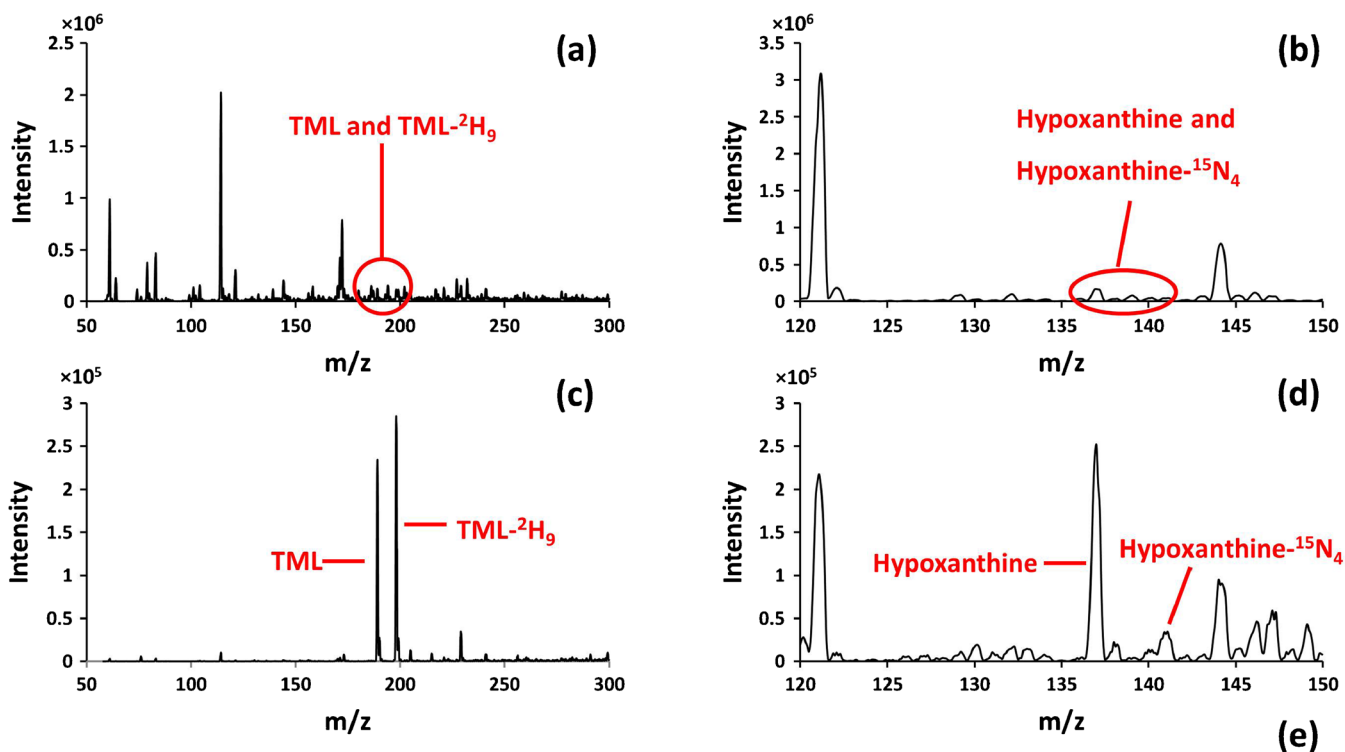 ×10⁶
(a)
2.5
2
1.5
1
0.5
0
Intensity
TML and TML-²H₉
50 100 150 200 250 300
m/z
×10⁶
(b)
3.5
3
2.5
2
1.5
1
0.5
0
Intensity
Hypoxanthine and
Hypoxanthine-¹⁵N₄
120 130 135 140 145 150
m/z
×10⁵
(c)
3
2.5
2
1.5
1
0.5
0
Intensity
TML
TML-²H₉
50 100 150 200 250 300
m/z
×10⁵
(d)
3
2.5
2
1.5
1
0.5
0
Intensity
Hypoxanthine
Hypoxanthine-¹⁵N₄
120 130 135 140 145 150
m/z
(e)